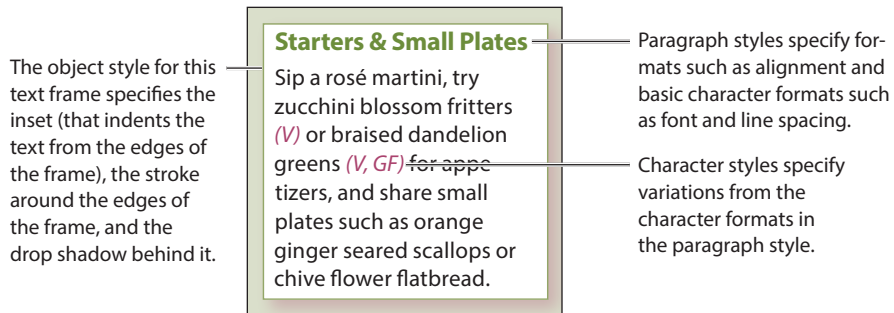 The object style for this
text frame specifies the
inset (that indents the
text from the edges of
the frame), the stroke
around the edges of
the frame, and the
drop shadow behind it.
Starters & Small Plates
Sip a rosé martini, try
zucchini blossom fritters
(V) or braised dandelion
greens (V, GF) for appe-
tizers, and share small
plates such as orange
ginger seared scallops or
chive flower flatbread.
Paragraph styles specify for-
mats such as alignment and
basic character formats such
as font and line spacing.
Character styles specify
variations from the
character formats in
the paragraph style.